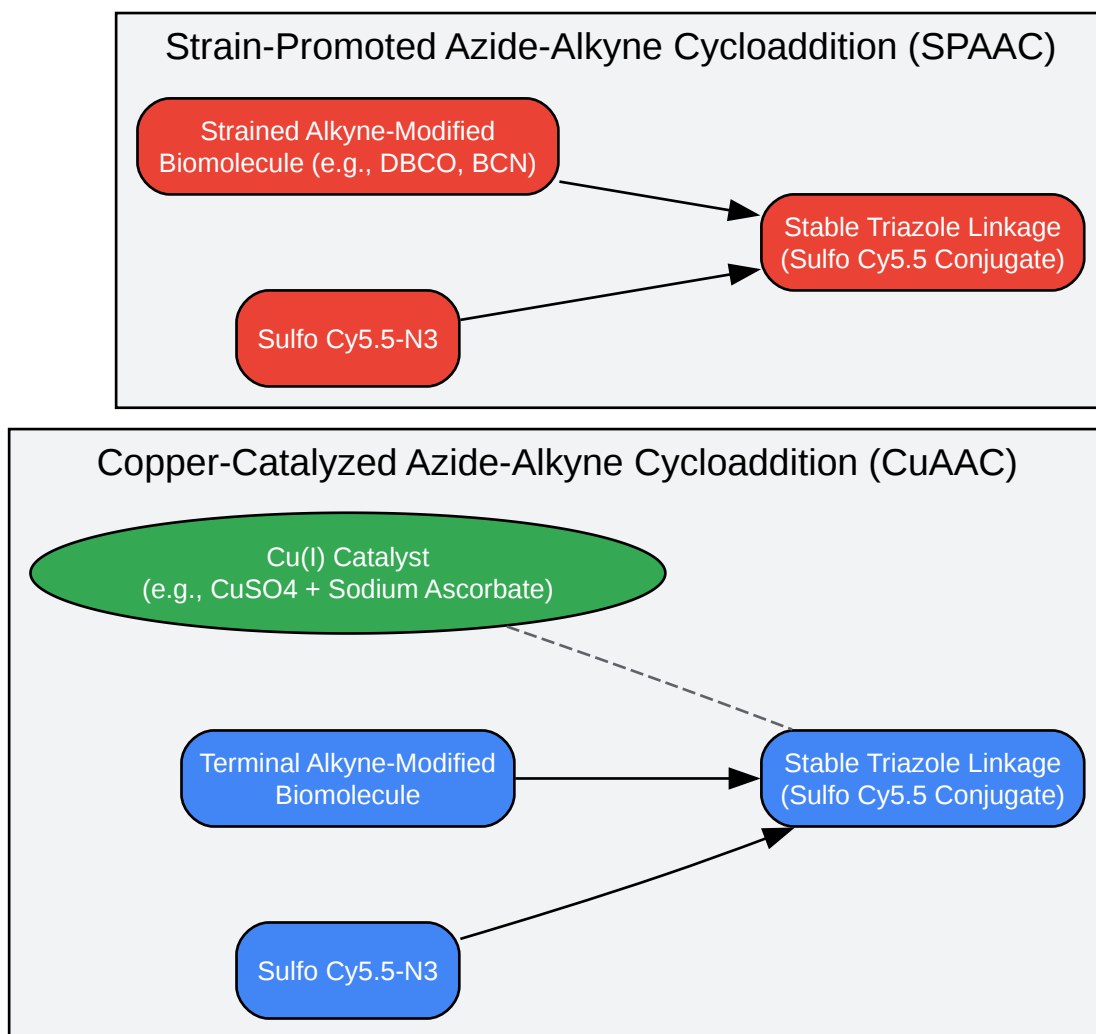 Strain-Promoted Azide-Alkyne Cycloaddition (SPAAC)
Strained Alkyne-Modified
Biomolecule (e.g., DBCO, BCN)
Stable Triazole Linkage
(Sulfo Cy5.5 Conjugate)
Sulfo Cy5.5-N3
Copper-Catalyzed Azide-Alkyne Cycloaddition (CuAAC)
Cu(I) Catalyst
(e.g., CuSO4 + Sodium Ascorbate)
Terminal Alkyne-Modified
Biomolecule
Stable Triazole Linkage
(Sulfo Cy5.5 Conjugate)
Sulfo Cy5.5-N3